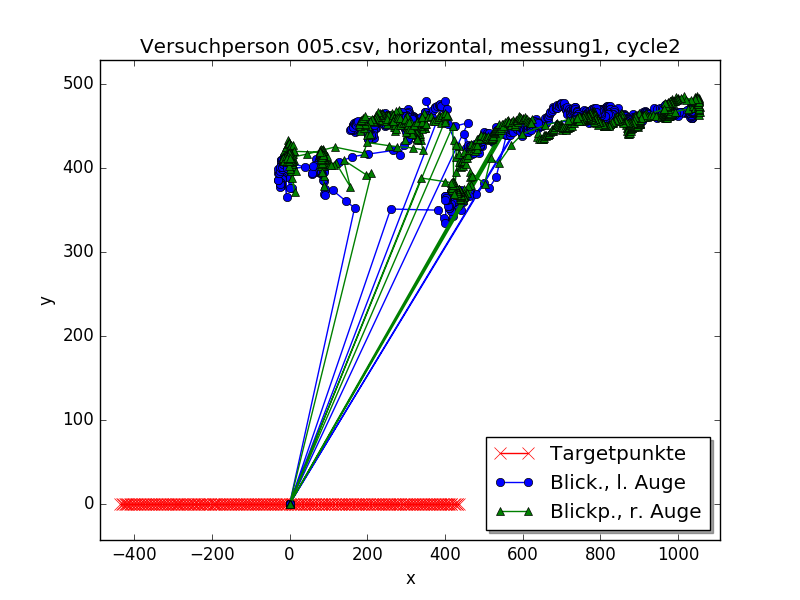 Versuchperson 005.csv, horizontal, messung1, cycle2
500
400
300
200
100
0
y
−400 −200 0 200 400 600 800 1000
x
Targetpunkte
Blick., l. Auge
Blickp., r. Auge